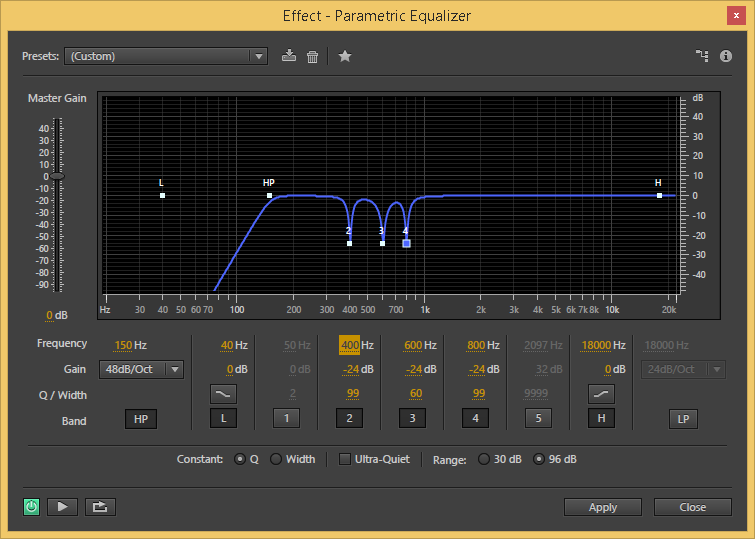 Effect - Parametric Equalizer
x
Presets: (Custom)
Master Gain
dB
40
30
20
10
0
-10
-20
-30
-40
-50
-60
-70
-80
-90
0 dB
40
30
20
10
0
-10
-20
-30
-40
L HP H
2 3 4
Hz 30 40 50 60 70 100 200 300 400 500 700 1k 2k 3k 4k 5k 6k 7k 10k 20k
Frequency 150 Hz 40 Hz 50 Hz 400 Hz 600 Hz 800 Hz 2097 Hz 18000 Hz 18000 Hz
Gain 48dB/Oct 0 dB 0 dB -24 dB -24 dB -24 dB 32 dB 0 dB 24dB/Oct
Q / Width 2 99 60 99 9999
Band HP L 1 2 3 4 5 H LP
Constant: Q Width Ultra-Quiet Range: 30 dB 96 dB
Apply Close